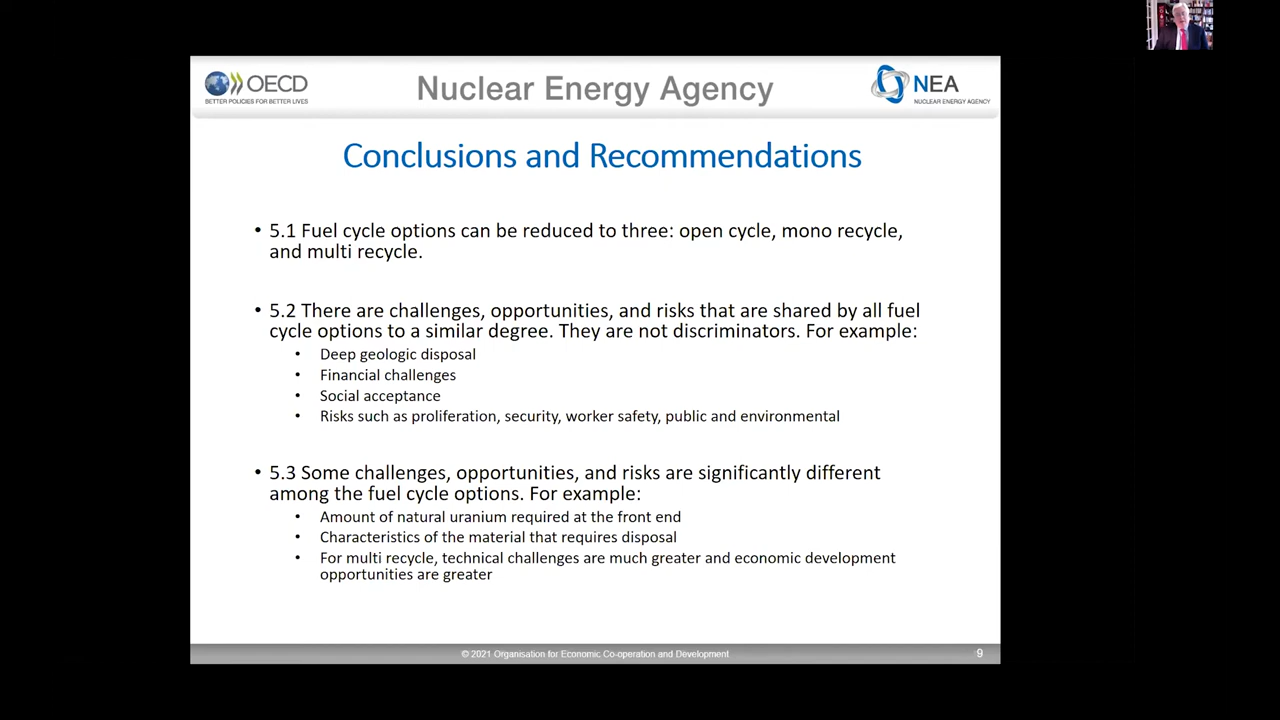 OECD
BETTER POLICIES FOR BETTER LIVES
Nuclear Energy Agency
NEA
NUCLEAR ENERGY AGENCY
Conclusions and Recommendations
• 5.1 Fuel cycle options can be reduced to three: open cycle, mono recycle,
and multi recycle.
• 5.2 There are challenges, opportunities, and risks that are shared by all fuel
cycle options to a similar degree. They are not discriminators. For example:
• Deep geologic disposal
• Financial challenges
• Social acceptance
• Risks such as proliferation, security, worker safety, public and environmental
• 5.3 Some challenges, opportunities, and risks are significantly different
among the fuel cycle options. For example:
• Amount of natural uranium required at the front end
• Characteristics of the material that requires disposal
• For multi recycle, technical challenges are much greater and economic development
opportunities are greater
© 2021 Organisation for Economic Co-operation and Development
9